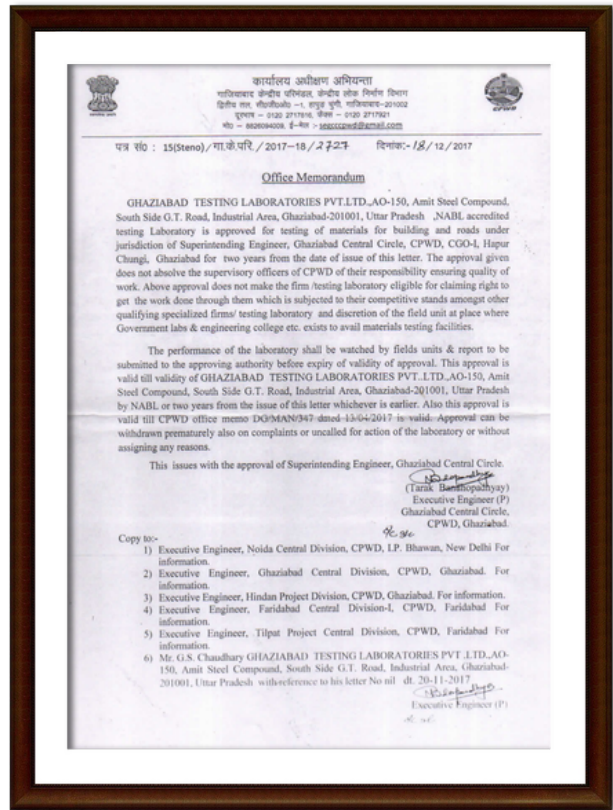 कार्यालय अधीक्षण अभियन्ता
गाजियाबाद केन्द्रीय परिमंडल, केन्द्रीय लोक निर्माण विभाग
द्वितीय तल, सी०जी०ओ० –1, हापुड़ चुंगी, गाजियाबाद–201002
दूरभाष – 0120 2717816, फैक्स – 0120 2717921
मो० – 8826094009, ई–मेल :- segcccpwd@gmail.com
CPWD
पत्र सं० : 15(Steno)/गा.के.परि./2017–18/2727 दिनांक:-18/12/2017
Office Memorandum
GHAZIABAD TESTING LABORATORIES PVT.LTD.,AO-150, Amit Steel Compound,
South Side G.T. Road, Industrial Area, Ghaziabad-201001, Uttar Pradesh ,NABL accredited
testing Laboratory is approved for testing of materials for building and roads under
jurisdiction of Superintending Engineer, Ghaziabad Central Circle, CPWD, CGO-I, Hapur
Chungi, Ghaziabad for two years from the date of issue of this letter. The approval given
does not absolve the supervisory officers of CPWD of their responsibility ensuring quality of
work. Above approval does not make the firm /testing laboratory eligible for claiming right to
get the work done through them which is subjected to their competitive stands amongst other
qualifying specialized firms/ testing laboratory and discretion of the field unit at place where
Government labs & engineering college etc. exists to avail materials testing facilities.
The performance of the laboratory shall be watched by fields units & report to be
submitted to the approving authority before expiry of validity of approval. This approval is
valid till validity of GHAZIABAD TESTING LABORATORIES PVT .LTD.,AO-150, Amit
Steel Compound, South Side G.T. Road, Industrial Area, Ghaziabad-201001, Uttar Pradesh
by NABL or two years from the issue of this letter whichever is earlier. Also this approval is
valid till CPWD office memo DG/MAN/347 dated 13/04/2017 is valid. Approval can be
withdrawn prematurely also on complaints or uncalled for action of the laboratory or without
assigning any reasons.
This issues with the approval of Superintending Engineer, Ghaziabad Central Circle.
(Tarak Bandhopadhyay)
Executive Engineer (P)
Ghaziabad Central Circle,
CPWD, Ghaziabad.
Copy to:-
1) Executive Engineer, Noida Central Division, CPWD, I.P. Bhawan, New Delhi For
information.
2) Executive Engineer, Ghaziabad Central Division, CPWD, Ghaziabad. For
information.
3) Executive Engineer, Hindan Project Division, CPWD, Ghaziabad. For information.
4) Executive Engineer, Faridabad Central Division-I, CPWD, Faridabad For
information.
5) Executive Engineer, Tilpat Project Central Division, CPWD, Faridabad For
information.
6) Mr. G.S. Chaudhary GHAZIABAD TESTING LABORATORIES PVT .LTD.,AO-
150, Amit Steel Compound, South Side G.T. Road, Industrial Area, Ghaziabad-
201001, Uttar Pradesh with reference to his letter No nil dt. 20-11-2017
Executive Engineer (P)